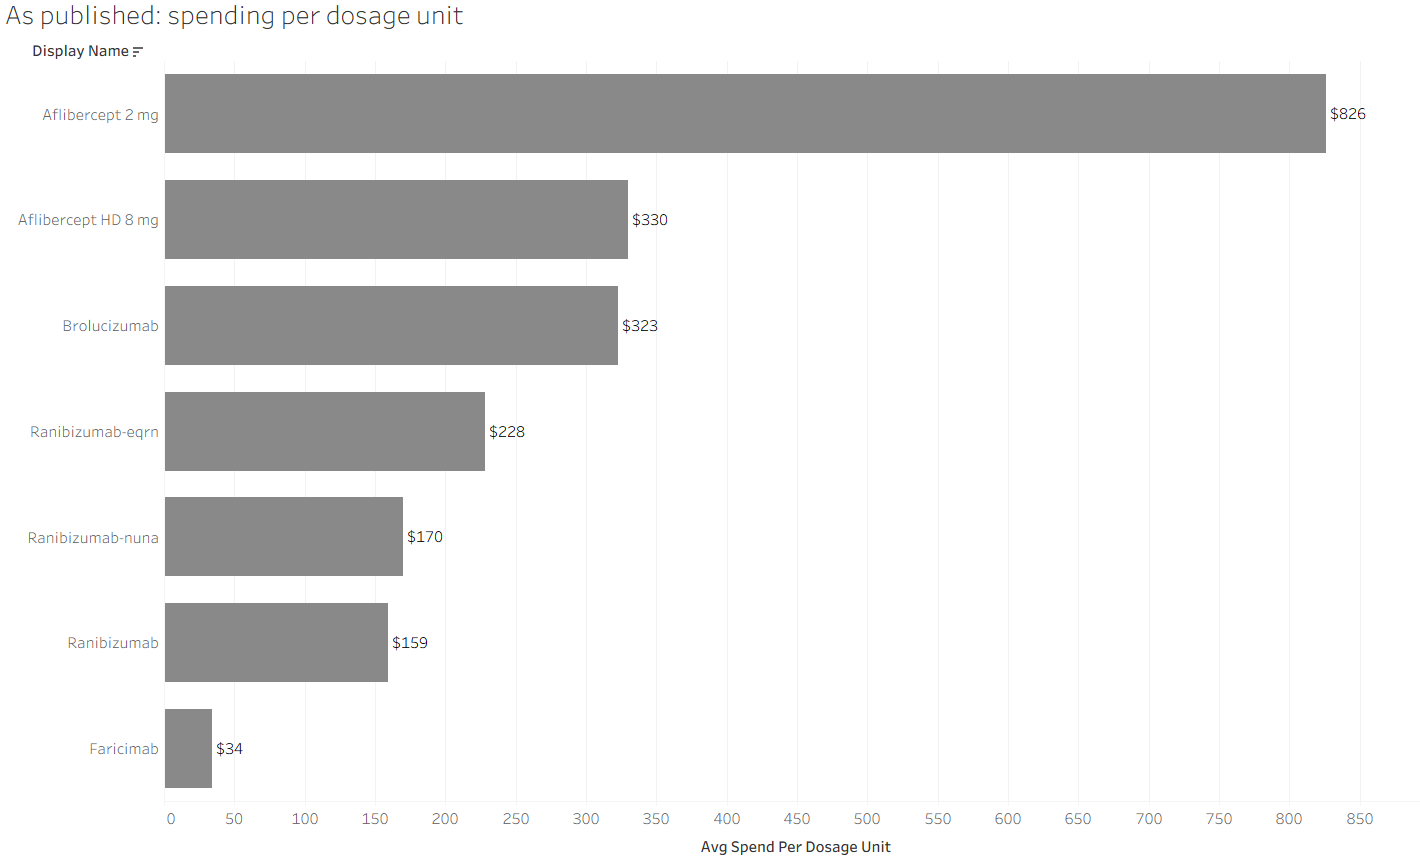 As published: spending per dosage unit
Display Name
Aflibercept 2 mg
$826
Aflibercept HD 8 mg
$330
Brolucizumab
$323
Ranibizumab-eqrn
$228
Ranibizumab-nuna
$170
Ranibizumab
$159
Faricimab
$34
0 50 100 150 200 250 300 350 400 450 500 550 600 650 700 750 800 850
Avg Spend Per Dosage Unit